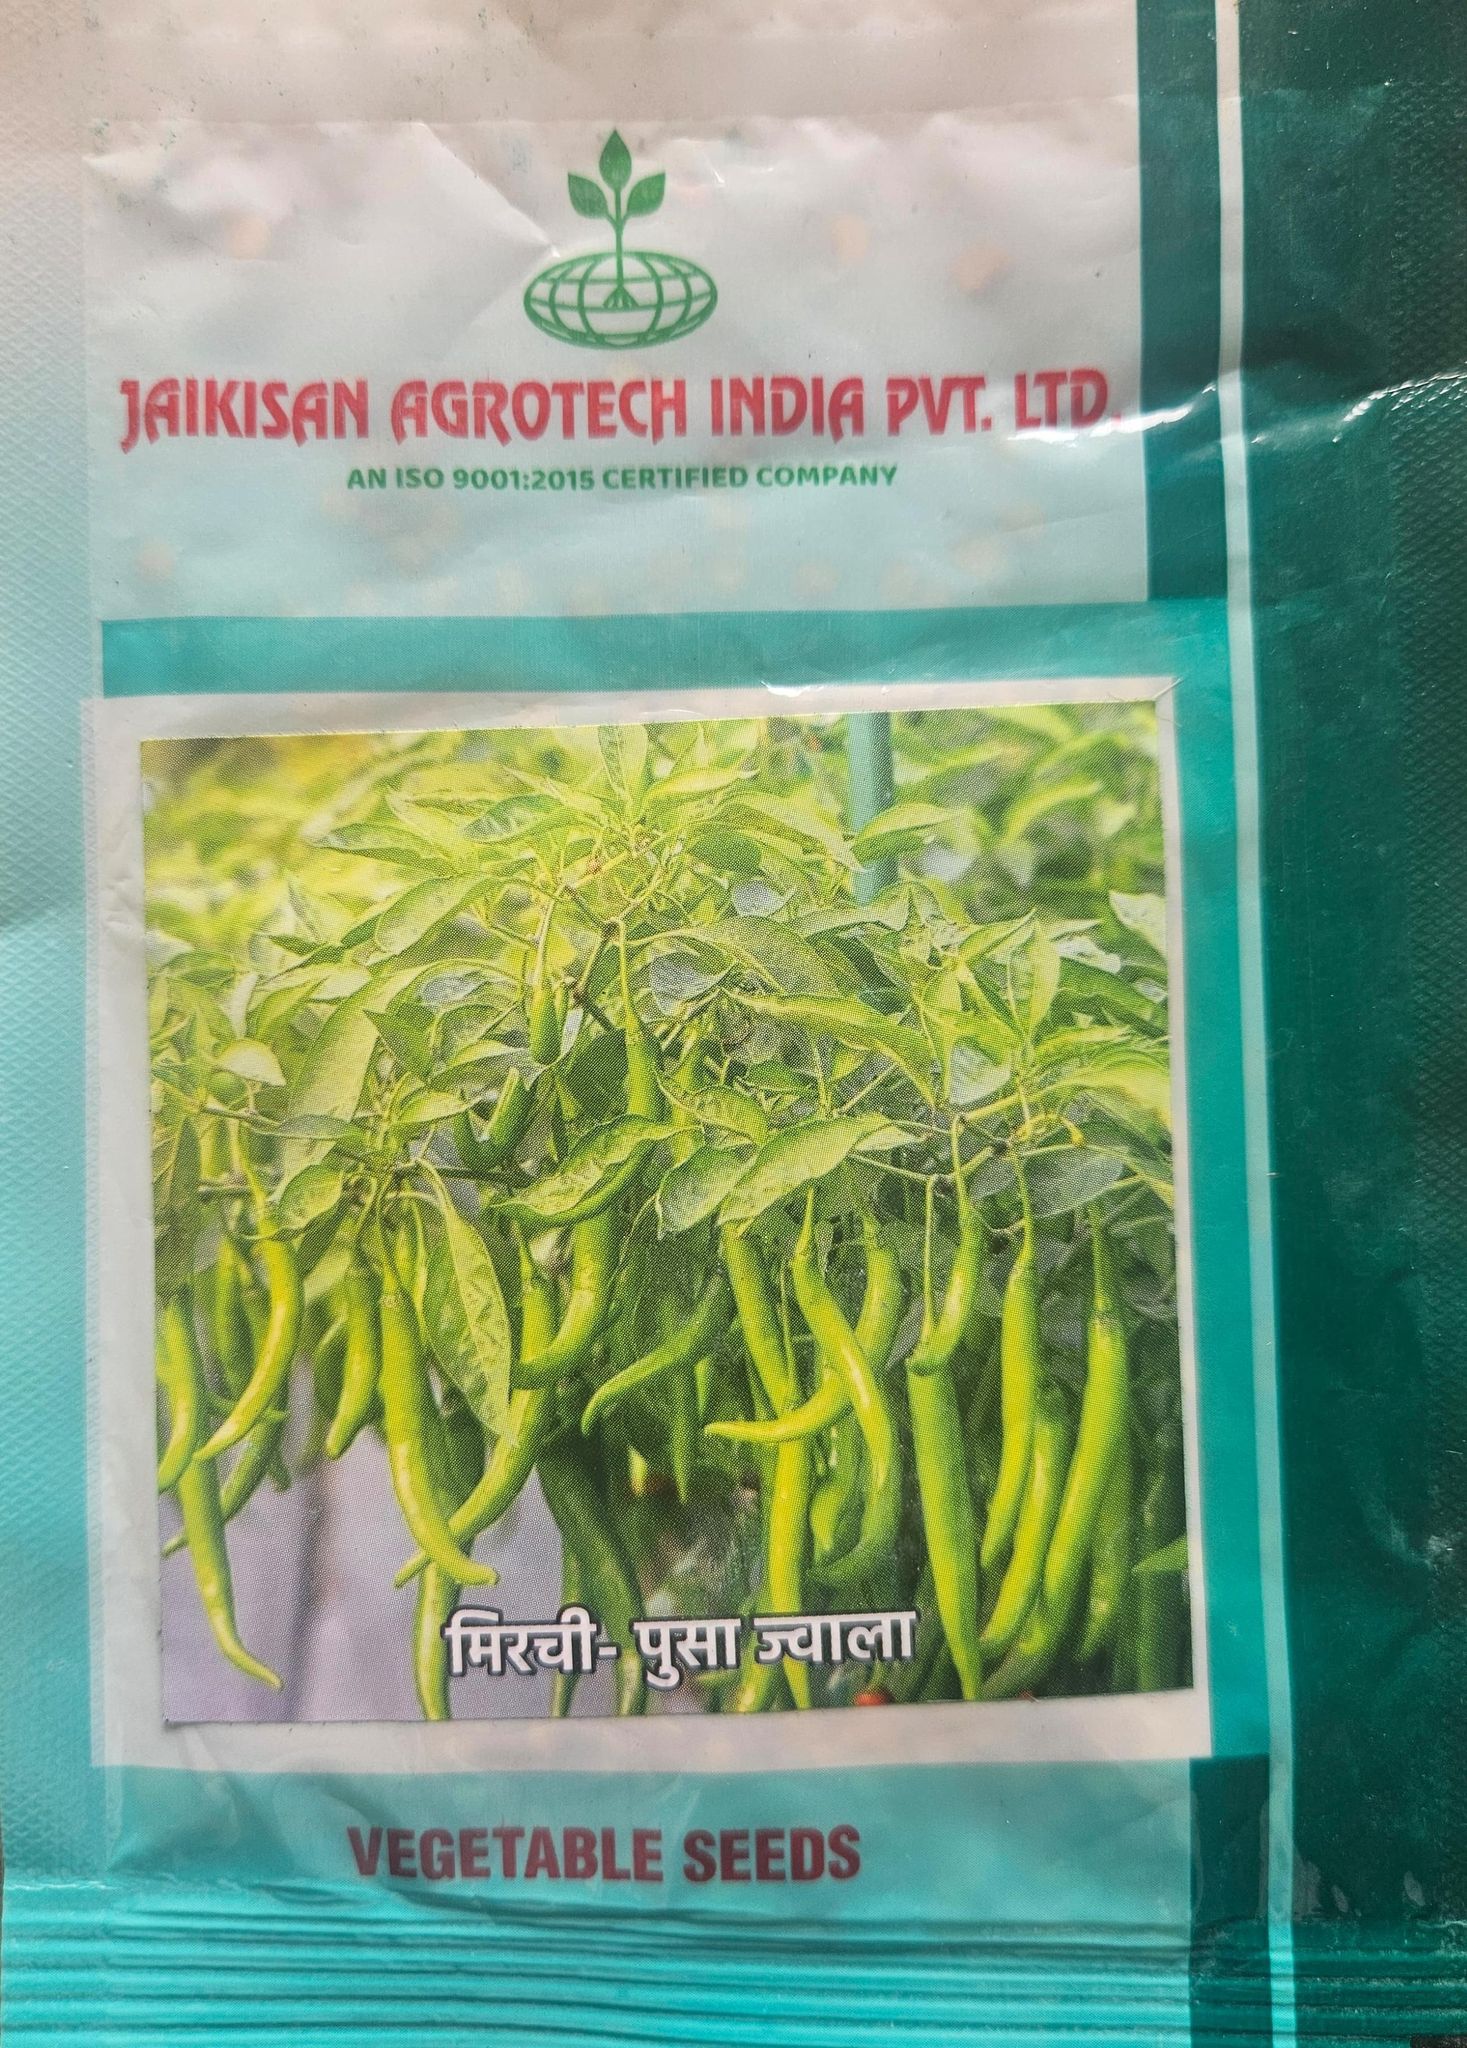 JAIKISAN AGROTECH INDIA PVT. LTD.
AN ISO 9001:2015 CERTIFIED COMPANY
मिरची- पुसा ज्वाला
VEGETABLE SEEDS